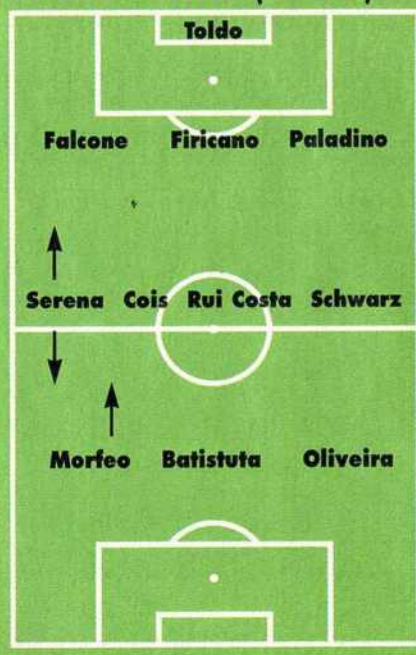 Toldo
Falcone Firicano Paladino
Serena Cois Rui Costa Schwarz
Morfeo Batistuta Oliveira